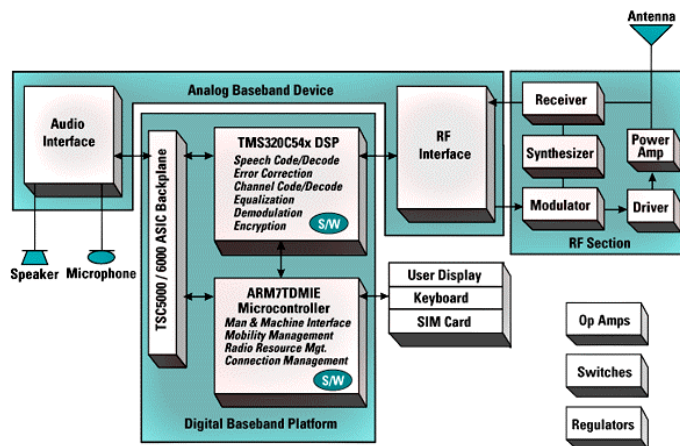 Antenna
Analog Baseband Device
Audio
Interface
TMS320C54x DSP
Speech Code/Decode
Error Correction
Channel Code/Decode
Equalization
Demodulation
Encryption
S/W
RF
Interface
Receiver
Synthesizer
Power
Amp
Modulator
Driver
RF Section
Speaker
Microphone
TSC5000 / 6000 ASIC Backplane
ARM7TDMIE
Microcontroller
Man & Machine Interface
Mobility Management
Radio Resource Mgt.
Connection Management
S/W
User Display
Keyboard
SIM Card
Digital Baseband Platform
Op Amps
Switches
Regulators